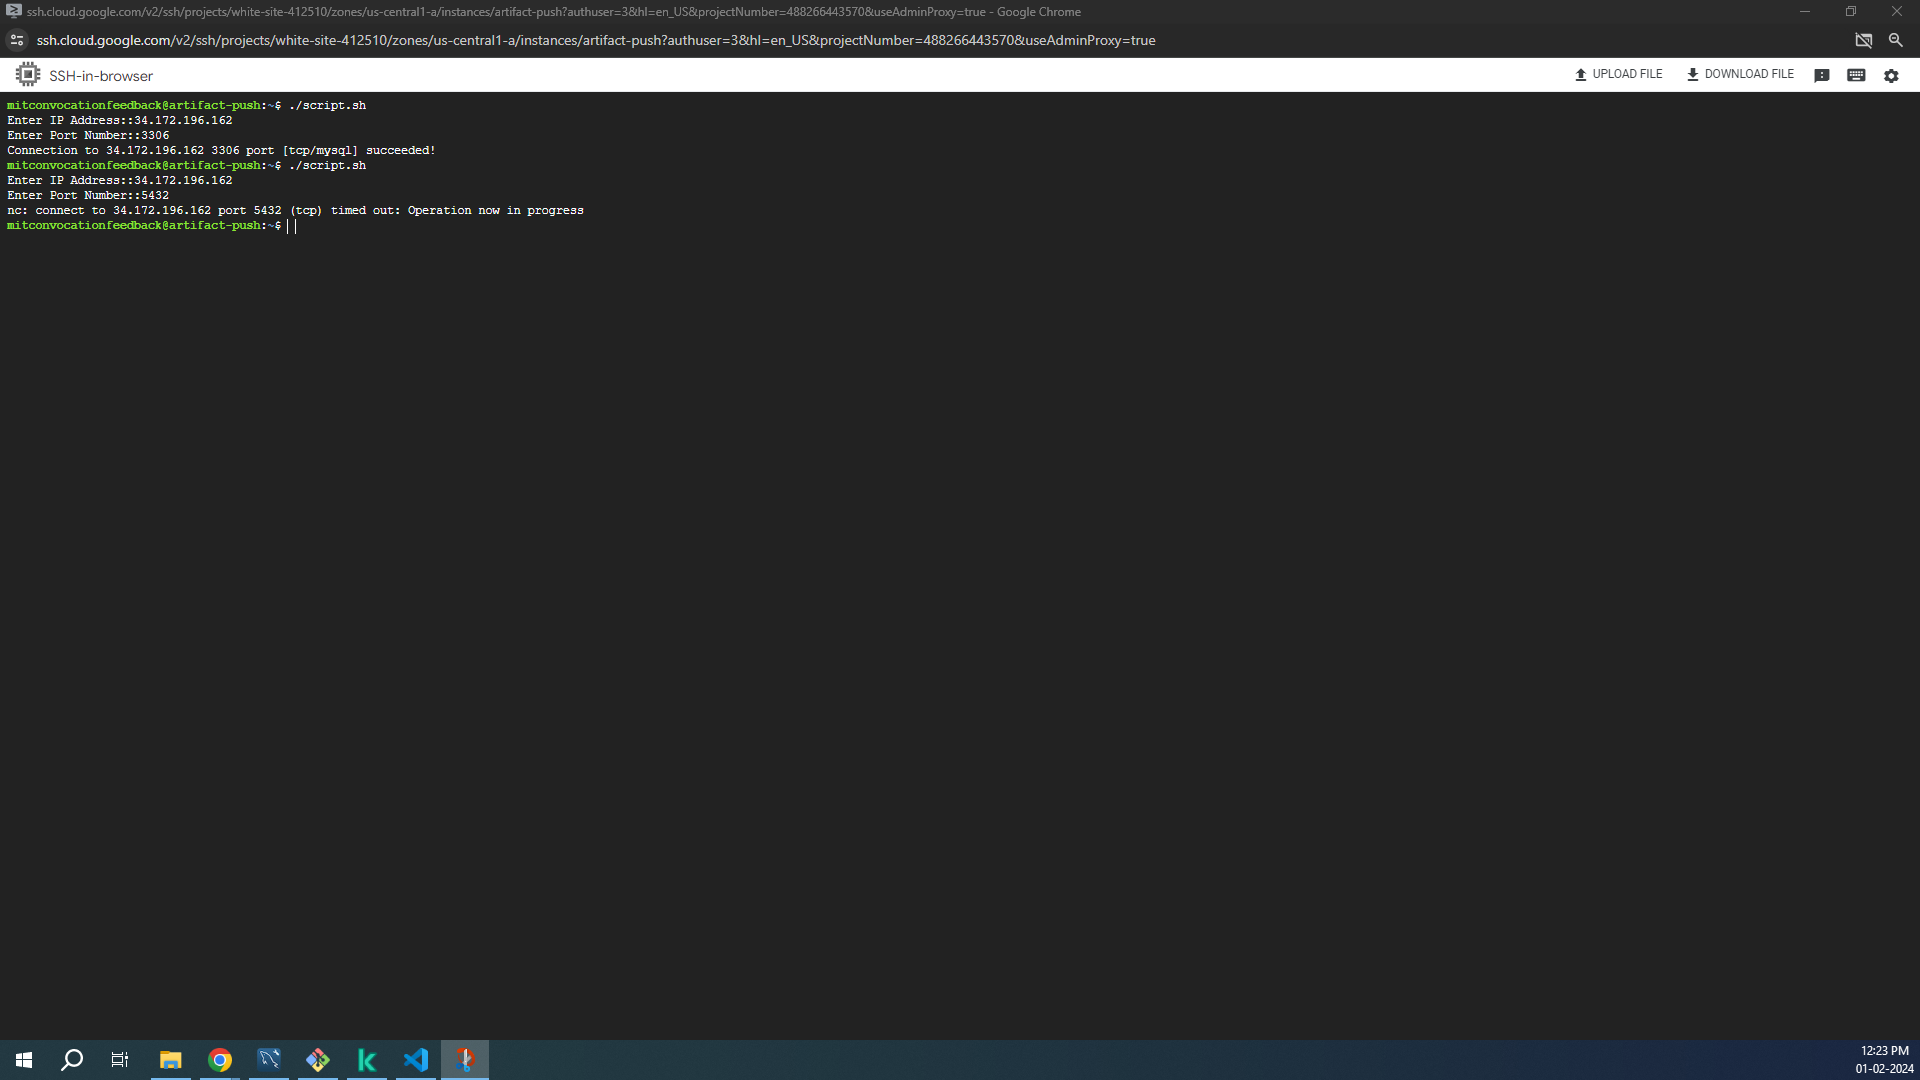 ssh.cloud.google.com/v2/ssh/projects/white-site-412510/zones/us-central1-a/instances/artifact-push?authuser=3&hl=en_US&projectNumber=488266443570&useAdminProxy=true - Google Chrome
ssh.cloud.google.com/v2/ssh/projects/white-site-412510/zones/us-central1-a/instances/artifact-push?authuser=3&hl=en_US&projectNumber=488266443570&useAdminProxy=true
SSH-in-browser
UPLOAD FILE
DOWNLOAD FILE
mitconvocationfeedback@artifact-push:~$ ./script.sh
Enter IP Address::34.172.196.162
Enter Port Number::3306
Connection to 34.172.196.162 3306 port [tcp/mysql] succeeded!
mitconvocationfeedback@artifact-push:~$ ./script.sh
Enter IP Address::34.172.196.162
Enter Port Number::5432
nc: connect to 34.172.196.162 port 5432 (tcp) timed out: Operation now in progress
mitconvocationfeedback@artifact-push:~$
12:23 PM
01-02-2024